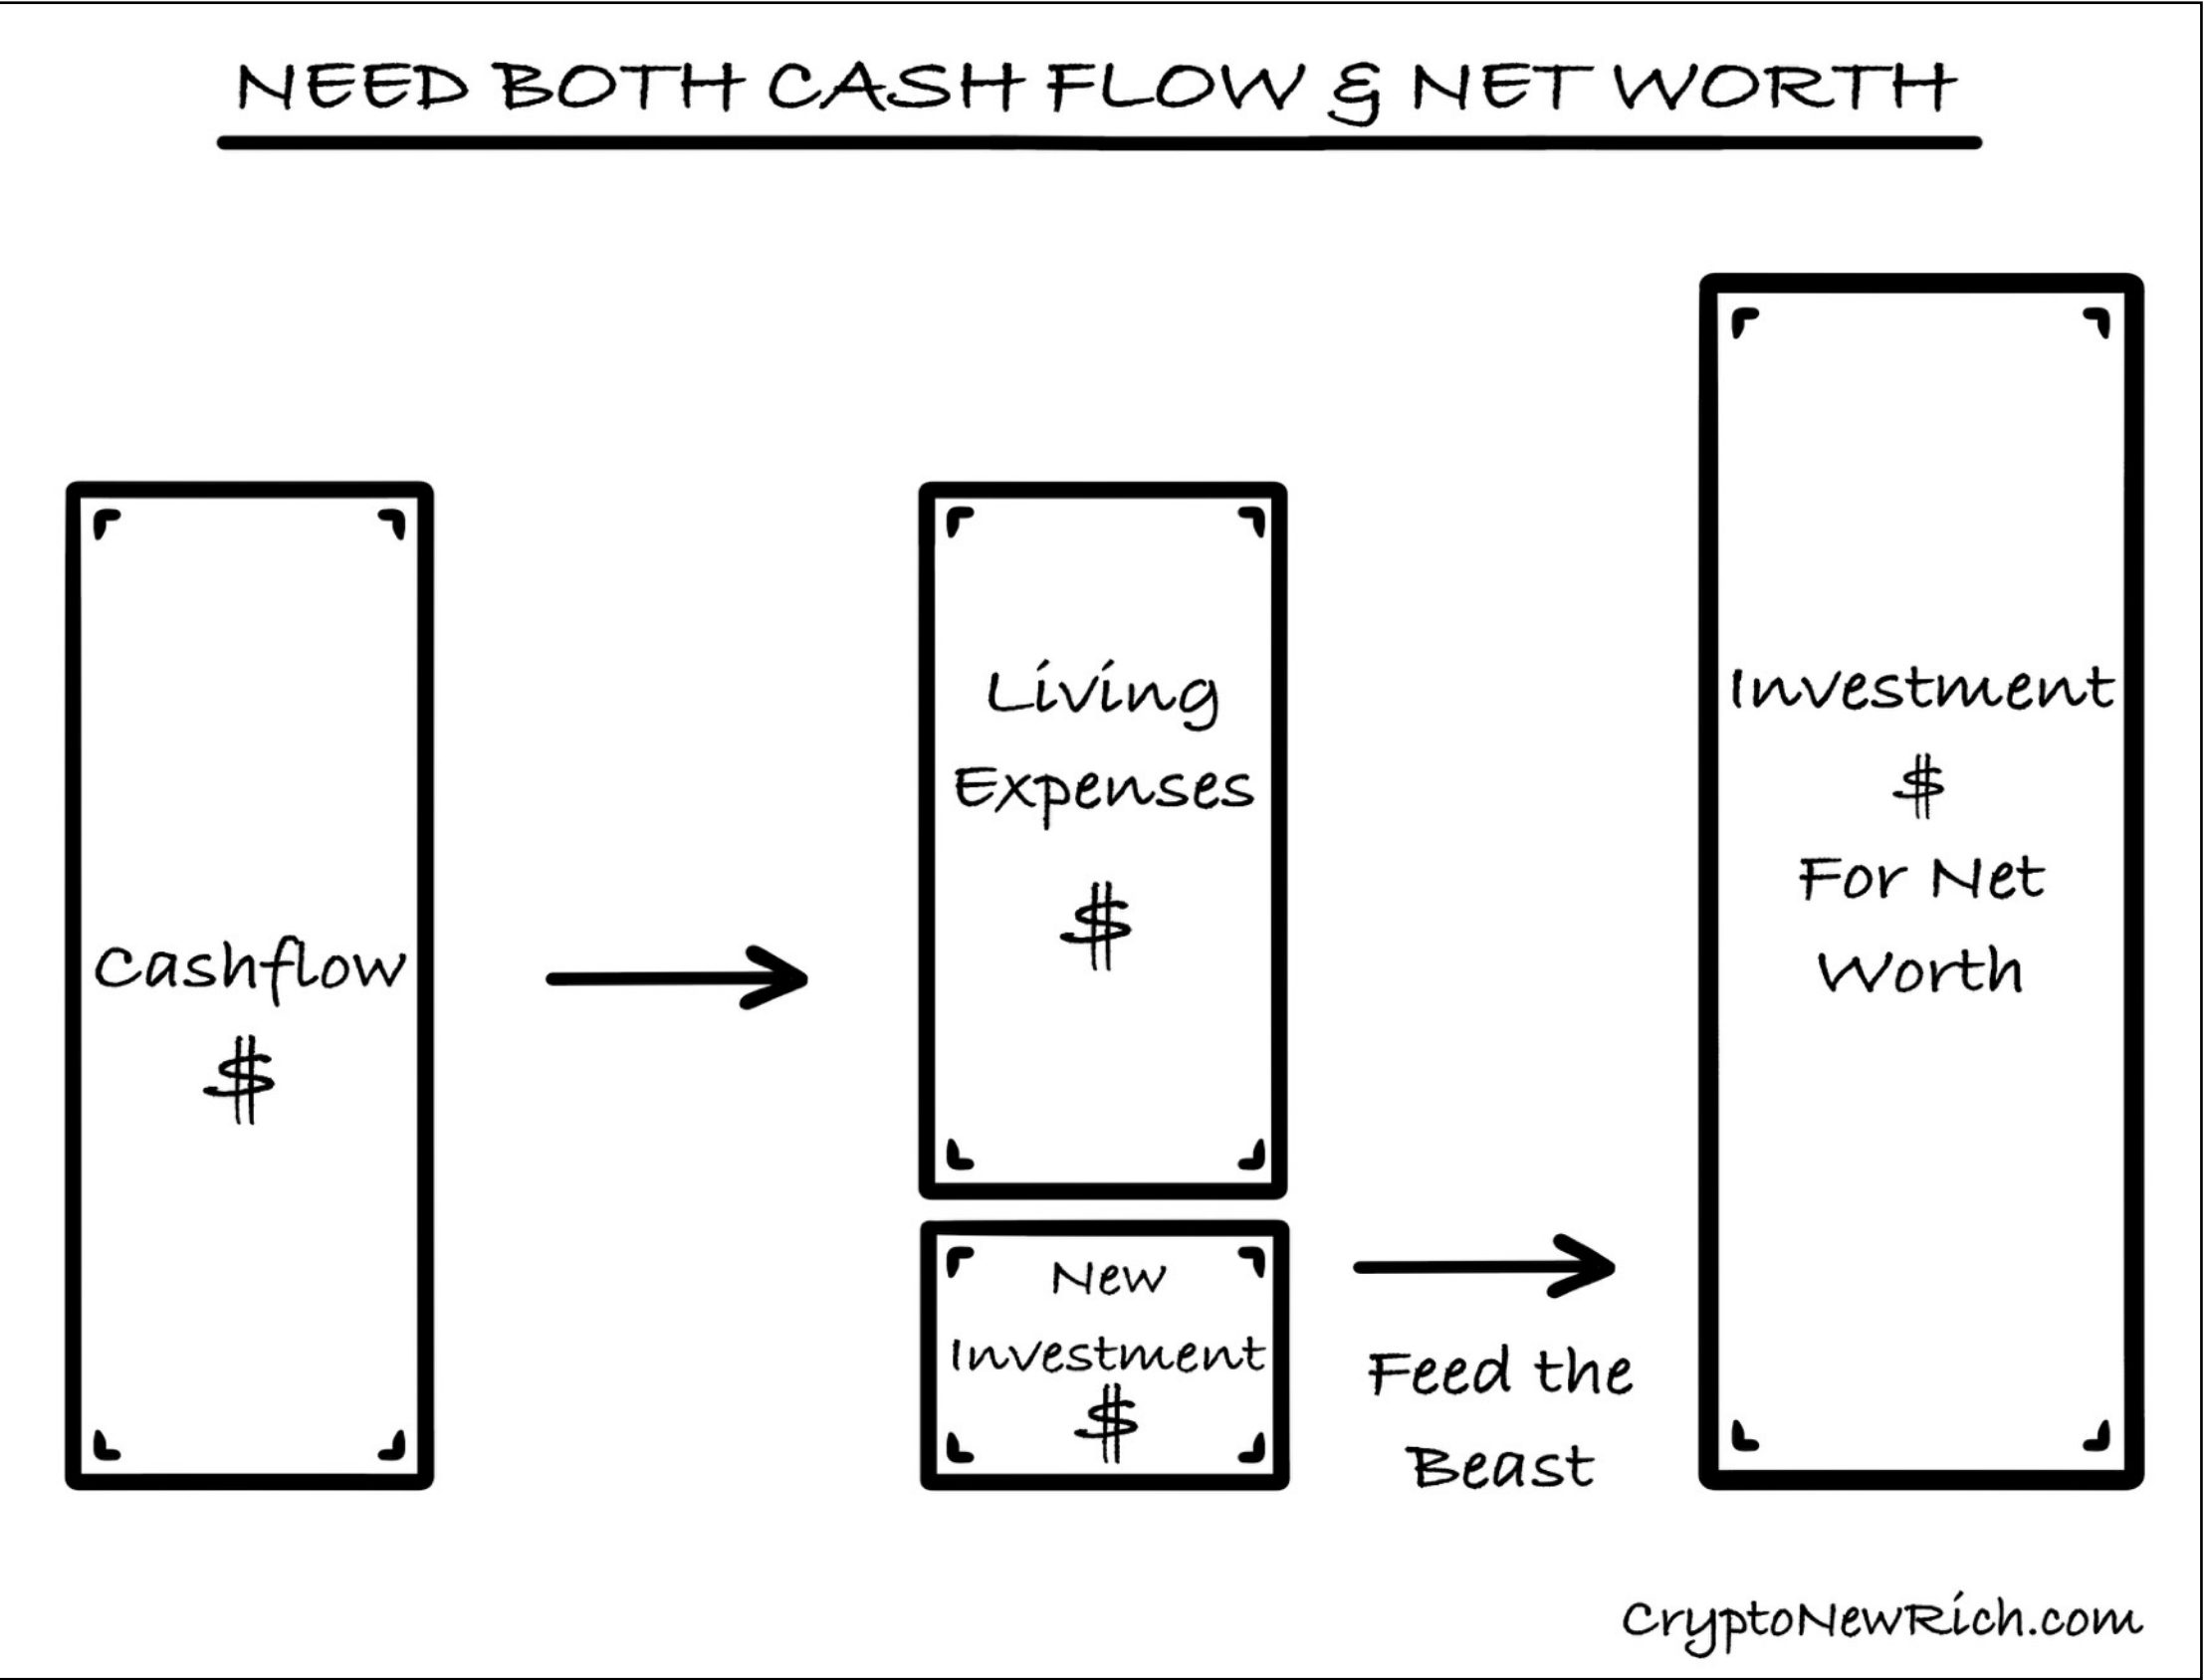 NEED BOTH CASH FLOW & NET WORTH
Cashflow
$
Living
Expenses
$
New
Investment
$
Feed the
Beast
Investment
$
For Net
Worth
CryptoNewRich.com